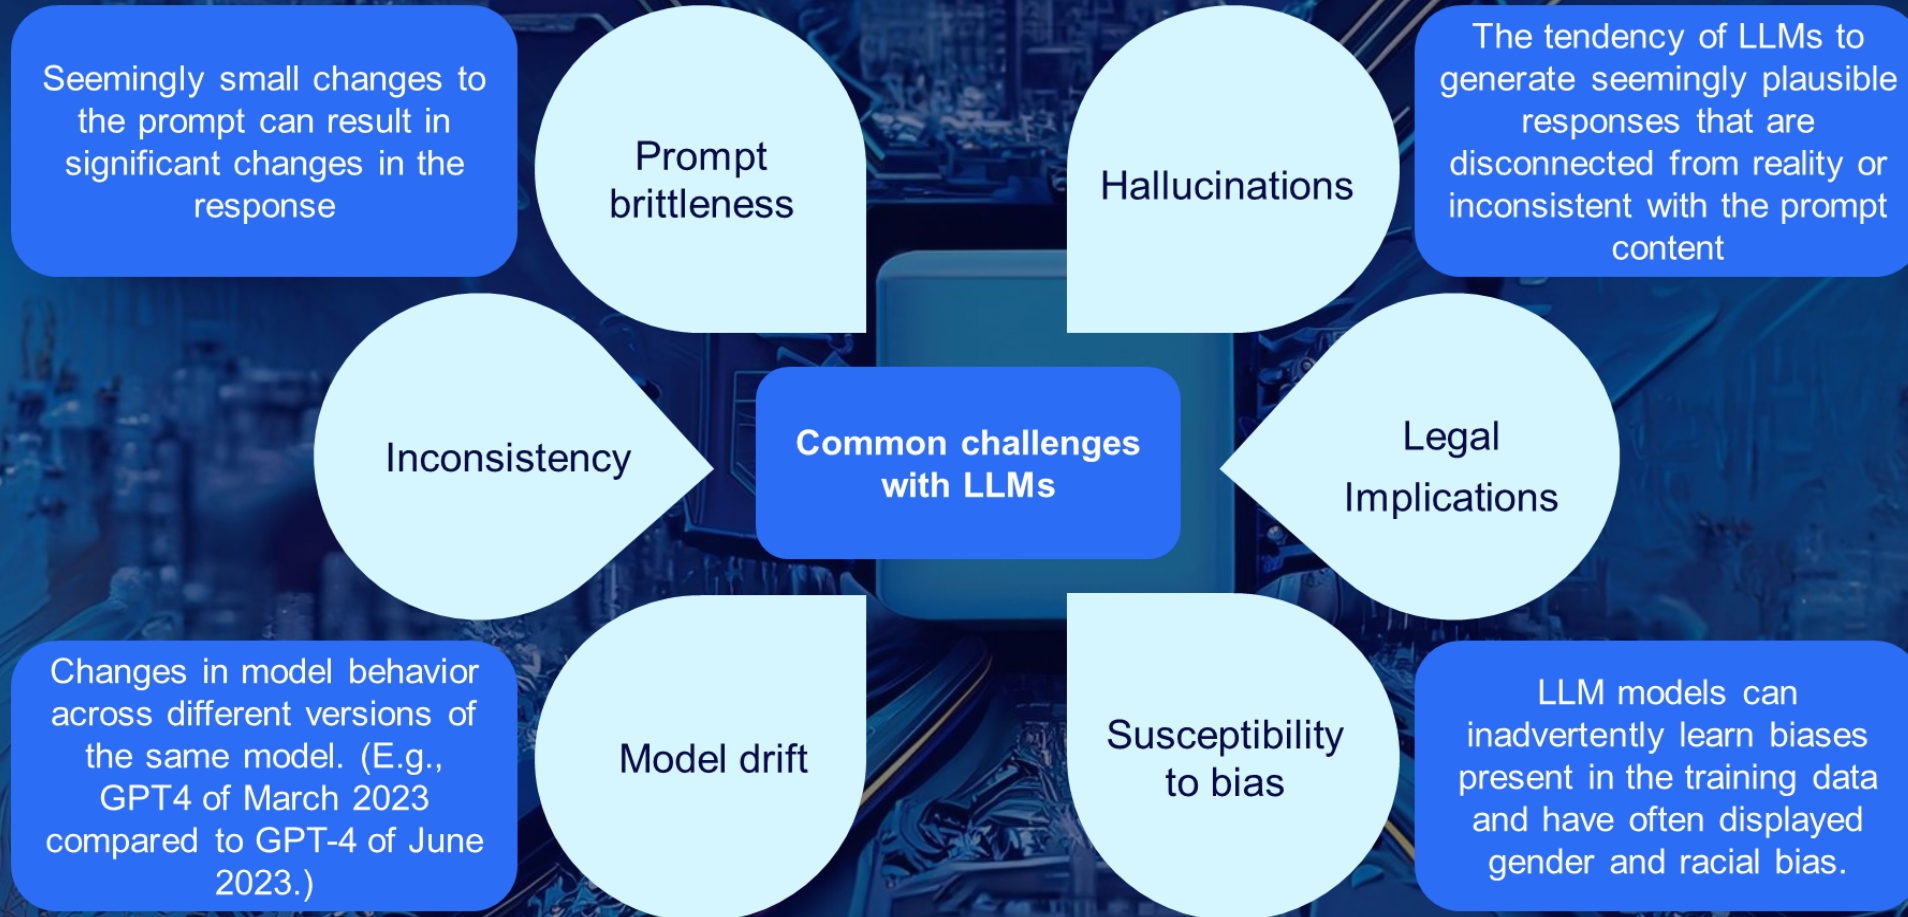 Seemingly small changes to
the prompt can result in
significant changes in the
response
Prompt
brittleness
Hallucinations
The tendency of LLMs to
generate seemingly plausible
responses that are
disconnected from reality or
inconsistent with the prompt
content
Inconsistency
Common challenges
with LLMs
Legal
Implications
Changes in model behavior
across different versions of
the same model. (E.g.,
GPT4 of March 2023
compared to GPT-4 of June
2023.)
Model drift
Susceptibility
to bias
LLM models can
inadvertently learn biases
present in the training data
and have often displayed
gender and racial bias.